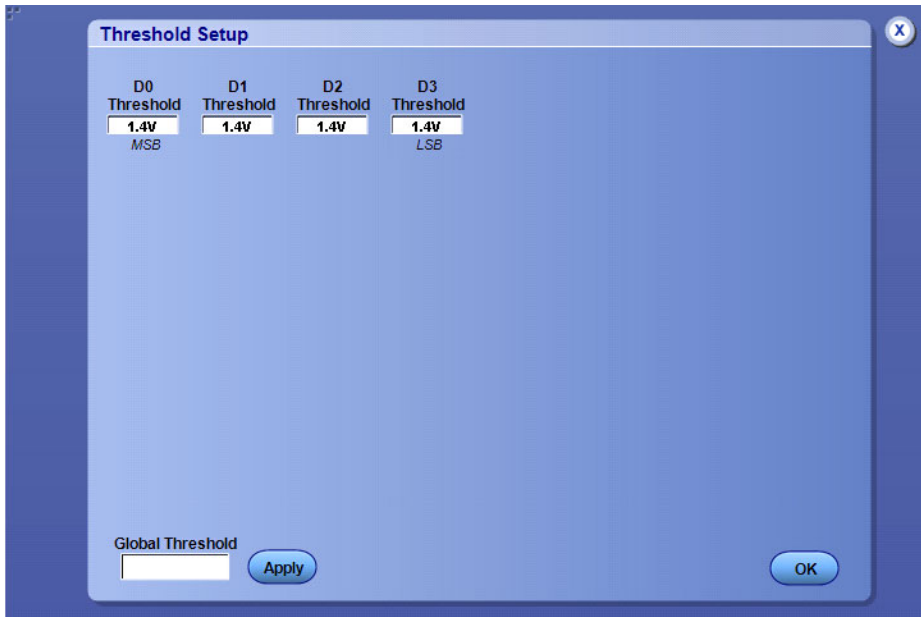 Threshold Setup
X
D0 D1 D2 D3
Threshold Threshold Threshold Threshold
1.4V 1.4V 1.4V 1.4V
MSB LSB
Global Threshold
Apply
OK